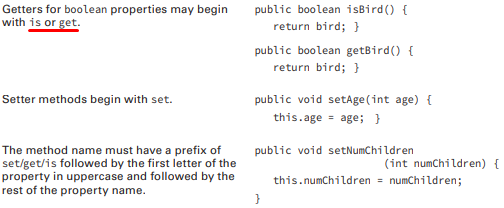 Getters for boolean properties may begin
with is or get.
public boolean isBird() {
return bird; }
public boolean getBird() {
return bird; }
Setter methods begin with set.
public void setAge(int age) {
this.age = age; }
The method name must have a prefix of
set/get/is followed by the first letter of the
property in uppercase and followed by the
rest of the property name.
public void setNumChildren
(int numChildren) {
this.numChildren = numChildren;
}